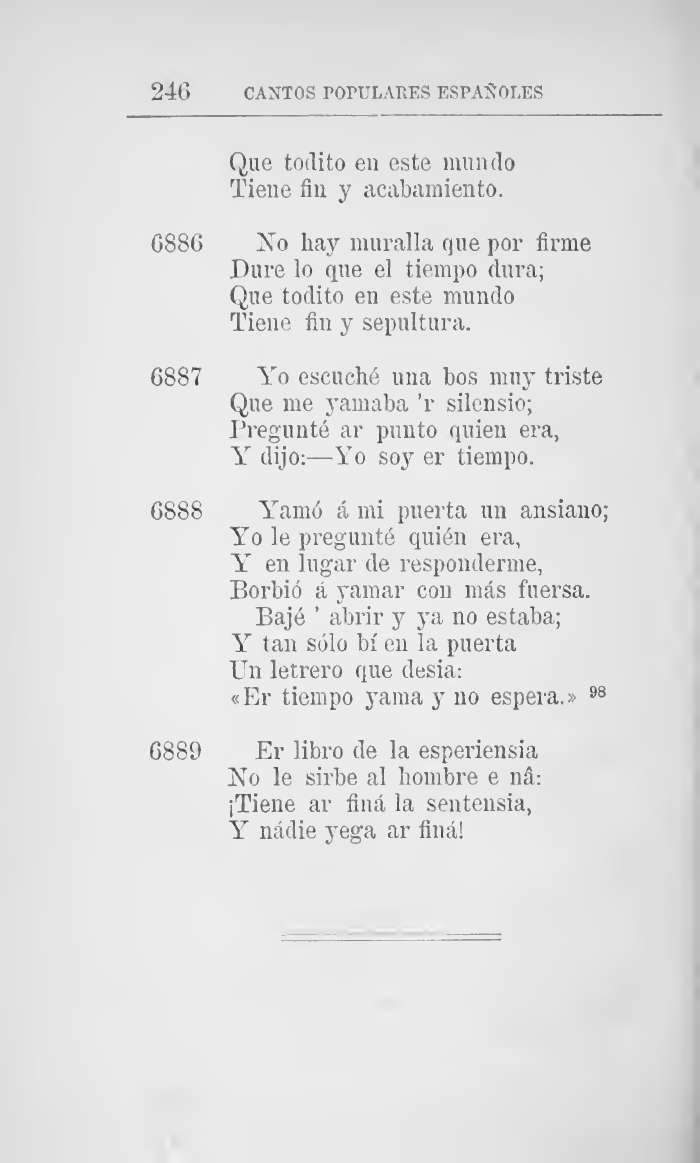 246 CANTOS POPULARES ESPAÑOLES
Que todito en este mundo
Tiene fin y acabamiento.
6886 No hay muralla que por firme
Dure lo que el tiempo dura;
Que todito en este mundo
Tiene fin y sepultura.
6887 Yo escuché una bos muy triste
Que me yamaba 'r silensio;
Pregunté ar punto quien era,
Y dijo:—Yo soy er tiempo.
6888 Yamó á mi puerta un ansiano;
Yo le pregunté quién era,
Y en lugar de responderme,
Borbió á yamar con más fuersa.
Bajé ' abrir y ya no estaba;
Y tan sólo bí en la puerta
Un letrero que desia:
«Er tiempo yama y no espera.» 98
6889 Er libro de la esperiensia
No le sirbe al hombre e nâ:
¡Tiene ar finá la sentensia,
Y nádie yega ar finá!